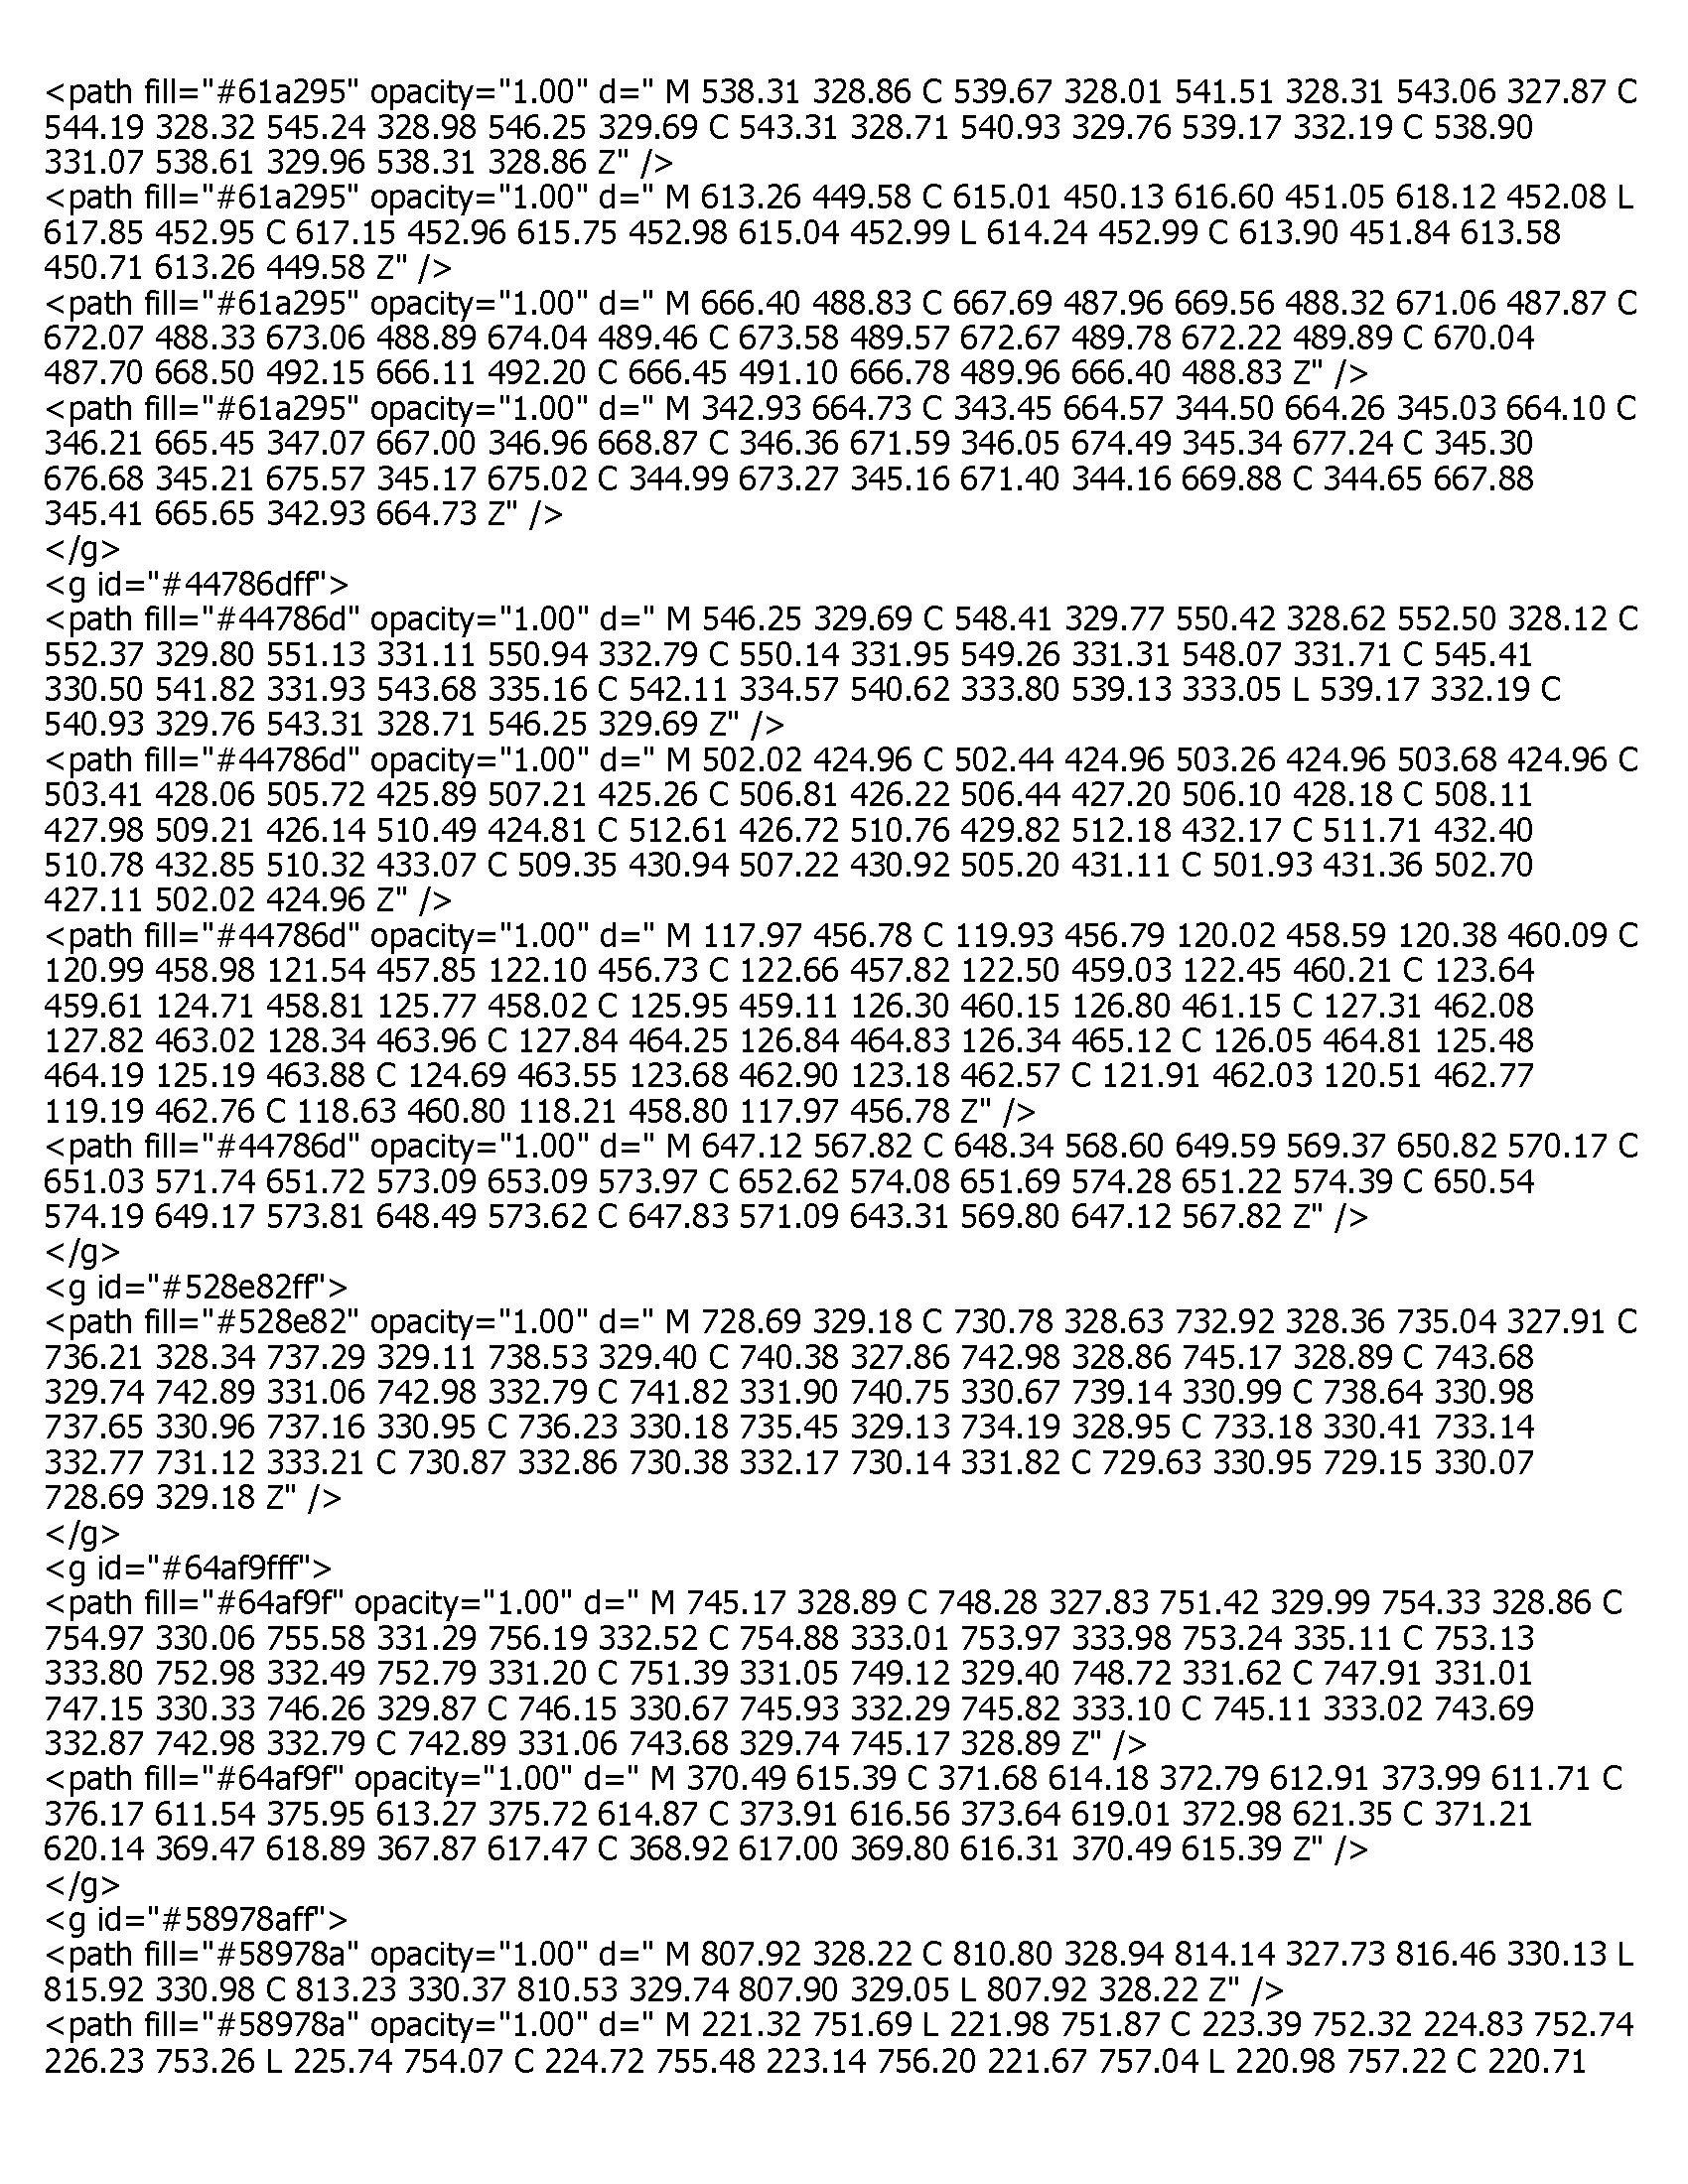 <path fill="#61a295" opacity="1.00" d=" M 538.31 328.86 C 539.67 328.01 541.51 328.31 543.06 327.87 C
544.19 328.32 545.24 328.98 546.25 329.69 C 543.31 328.71 540.93 329.76 539.17 332.19 C 538.90
331.07 538.61 329.96 538.31 328.86 Z" />
<path fill="#61a295" opacity="1.00" d=" M 613.26 449.58 C 615.01 450.13 616.60 451.05 618.12 452.08 L
617.85 452.95 C 617.15 452.96 615.75 452.98 615.04 452.99 L 614.24 452.99 C 613.90 451.84 613.58
450.71 613.26 449.58 Z" />
<path fill="#61a295" opacity="1.00" d=" M 666.40 488.83 C 667.69 487.96 669.56 488.32 671.06 487.87 C
672.07 488.33 673.06 488.89 674.04 489.46 C 673.58 489.57 672.67 489.78 672.22 489.89 C 670.04
487.70 668.50 492.15 666.11 492.20 C 666.45 491.10 666.78 489.96 666.40 488.83 Z" />
<path fill="#61a295" opacity="1.00" d=" M 342.93 664.73 C 343.45 664.57 344.50 664.26 345.03 664.10 C
346.21 665.45 347.07 667.00 346.96 668.87 C 346.36 671.59 346.05 674.49 345.34 677.24 C 345.30
676.68 345.21 675.57 345.17 675.02 C 344.99 673.27 345.16 671.40 344.16 669.88 C 344.65 667.88
345.41 665.65 342.93 664.73 Z" />
</g>
<g id="#44786dff">
<path fill="#44786d" opacity="1.00" d=" M 546.25 329.69 C 548.41 329.77 550.42 328.62 552.50 328.12 C
552.37 329.80 551.13 331.11 550.94 332.79 C 550.14 331.95 549.26 331.31 548.07 331.71 C 545.41
330.50 541.82 331.93 543.68 335.16 C 542.11 334.57 540.62 333.80 539.13 333.05 L 539.17 332.19 C
540.93 329.76 543.31 328.71 546.25 329.69 Z" />
<path fill="#44786d" opacity="1.00" d=" M 502.02 424.96 C 502.44 424.96 503.26 424.96 503.68 424.96 C
503.41 428.06 505.72 425.89 507.21 425.26 C 506.81 426.22 506.44 427.20 506.10 428.18 C 508.11
427.98 509.21 426.14 510.49 424.81 C 512.61 426.72 510.76 429.82 512.18 432.17 C 511.71 432.40
510.78 432.85 510.32 433.07 C 509.35 430.94 507.22 430.92 505.20 431.11 C 501.93 431.36 502.70
427.11 502.02 424.96 Z" />
<path fill="#44786d" opacity="1.00" d=" M 117.97 456.78 C 119.93 456.79 120.02 458.59 120.38 460.09 C
120.99 458.98 121.54 457.85 122.10 456.73 C 122.66 457.82 122.50 459.03 122.45 460.21 C 123.64
459.61 124.71 458.81 125.77 458.02 C 125.95 459.11 126.30 460.15 126.80 461.15 C 127.31 462.08
127.82 463.02 128.34 463.96 C 127.84 464.25 126.84 464.83 126.34 465.12 C 126.05 464.81 125.48
464.19 125.19 463.88 C 124.69 463.55 123.68 462.90 123.18 462.57 C 121.91 462.03 120.51 462.77
119.19 462.76 C 118.63 460.80 118.21 458.80 117.97 456.78 Z" />
<path fill="#44786d" opacity="1.00" d=" M 647.12 567.82 C 648.34 568.60 649.59 569.37 650.82 570.17 C
651.03 571.74 651.72 573.09 653.09 573.97 C 652.62 574.08 651.69 574.28 651.22 574.39 C 650.54
574.19 649.17 573.81 648.49 573.62 C 647.83 571.09 643.31 569.80 647.12 567.82 Z" />
</g>
<g id="#528e82ff">
<path fill="#528e82" opacity="1.00" d=" M 728.69 329.18 C 730.78 328.63 732.92 328.36 735.04 327.91 C
736.21 328.34 737.29 329.11 738.53 329.40 C 740.38 327.86 742.98 328.86 745.17 328.89 C 743.68
329.74 742.89 331.06 742.98 332.79 C 741.82 331.90 740.75 330.67 739.14 330.99 C 738.64 330.98
737.65 330.96 737.16 330.95 C 736.23 330.18 735.45 329.13 734.19 328.95 C 733.18 330.41 733.14
332.77 731.12 333.21 C 730.87 332.86 730.38 332.17 730.14 331.82 C 729.63 330.95 729.15 330.07
728.69 329.18 Z" />
</g>
<g id="#64af9fff">
<path fill="#64af9f" opacity="1.00" d=" M 745.17 328.89 C 748.28 327.83 751.42 329.99 754.33 328.86 C
754.97 330.06 755.58 331.29 756.19 332.52 C 754.88 333.01 753.97 333.98 753.24 335.11 C 753.13
333.80 752.98 332.49 752.79 331.20 C 751.39 331.05 749.12 329.40 748.72 331.62 C 747.91 331.01
747.15 330.33 746.26 329.87 C 746.15 330.67 745.93 332.29 745.82 333.10 C 745.11 333.02 743.69
332.87 742.98 332.79 C 742.89 331.06 743.68 329.74 745.17 328.89 Z" />
<path fill="#64af9f" opacity="1.00" d=" M 370.49 615.39 C 371.68 614.18 372.79 612.91 373.99 611.71 C
376.17 611.54 375.95 613.27 375.72 614.87 C 373.91 616.56 373.64 619.01 372.98 621.35 C 371.21
620.14 369.47 618.89 367.87 617.47 C 368.92 617.00 369.80 616.31 370.49 615.39 Z" />
</g>
<g id="#58978aff">
<path fill="#58978a" opacity="1.00" d=" M 807.92 328.22 C 810.80 328.94 814.14 327.73 816.46 330.13 L
815.92 330.98 C 813.23 330.37 810.53 329.74 807.90 329.05 L 807.92 328.22 Z" />
<path fill="#58978a" opacity="1.00" d=" M 221.32 751.69 L 221.98 751.87 C 223.39 752.32 224.83 752.74
226.23 753.26 L 225.74 754.07 C 224.72 755.48 223.14 756.20 221.67 757.04 L 220.98 757.22 C 220.71